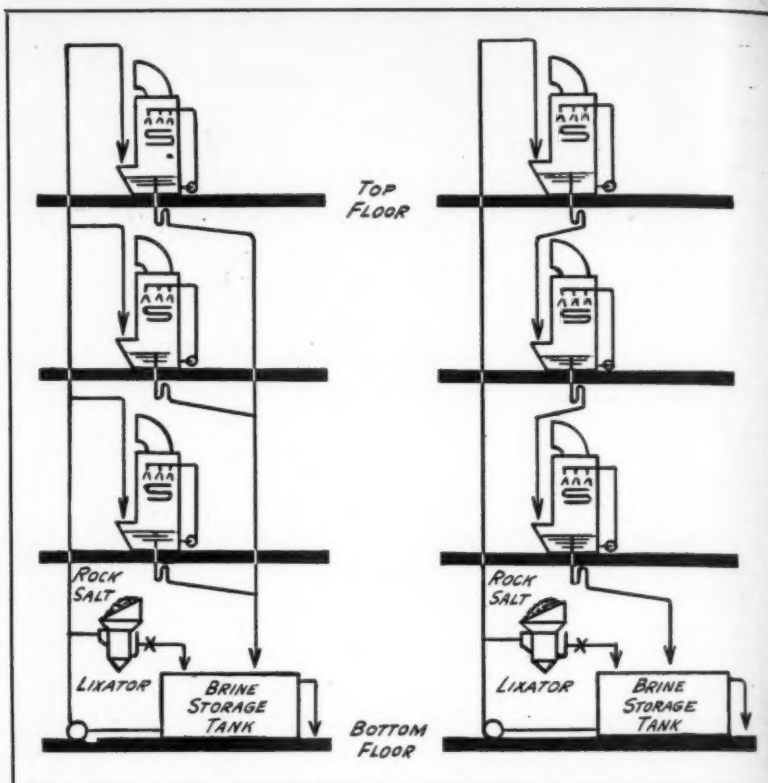 TOP
FLOOR
ROCK
SALT
LIXATOR
BRINE
STORAGE
TANK
BOTTOM
FLOOR
ROCK
SALT
LIXATOR
BRINE
STORAGE
TANK